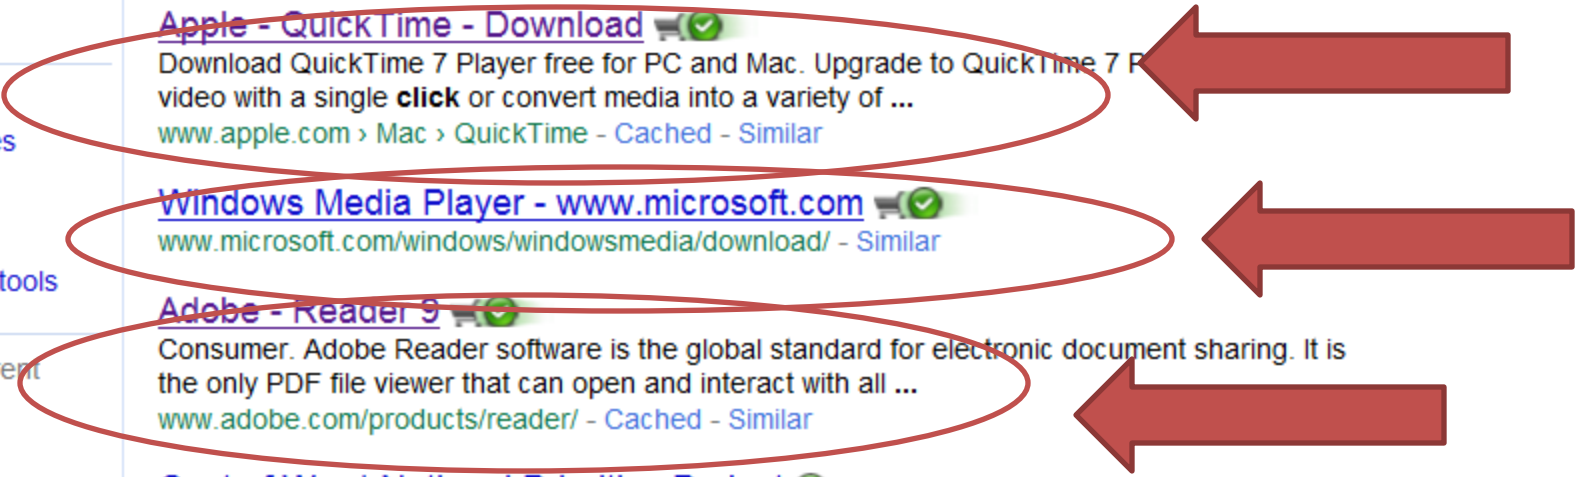 Apple - QuickTime - Download
Download QuickTime 7 Player free for PC and Mac. Upgrade to QuickTime 7 P
video with a single click or convert media into a variety of ...
www.apple.com › Mac › QuickTime - Cached - Similar
es
Windows Media Player - www.microsoft.com
www.microsoft.com/windows/windowsmedia/download/ - Similar
tools
Adobe - Reader 9
Consumer. Adobe Reader software is the global standard for electronic document sharing. It is
ent
the only PDF file viewer that can open and interact with all ...
www.adobe.com/products/reader/ - Cached - Similar